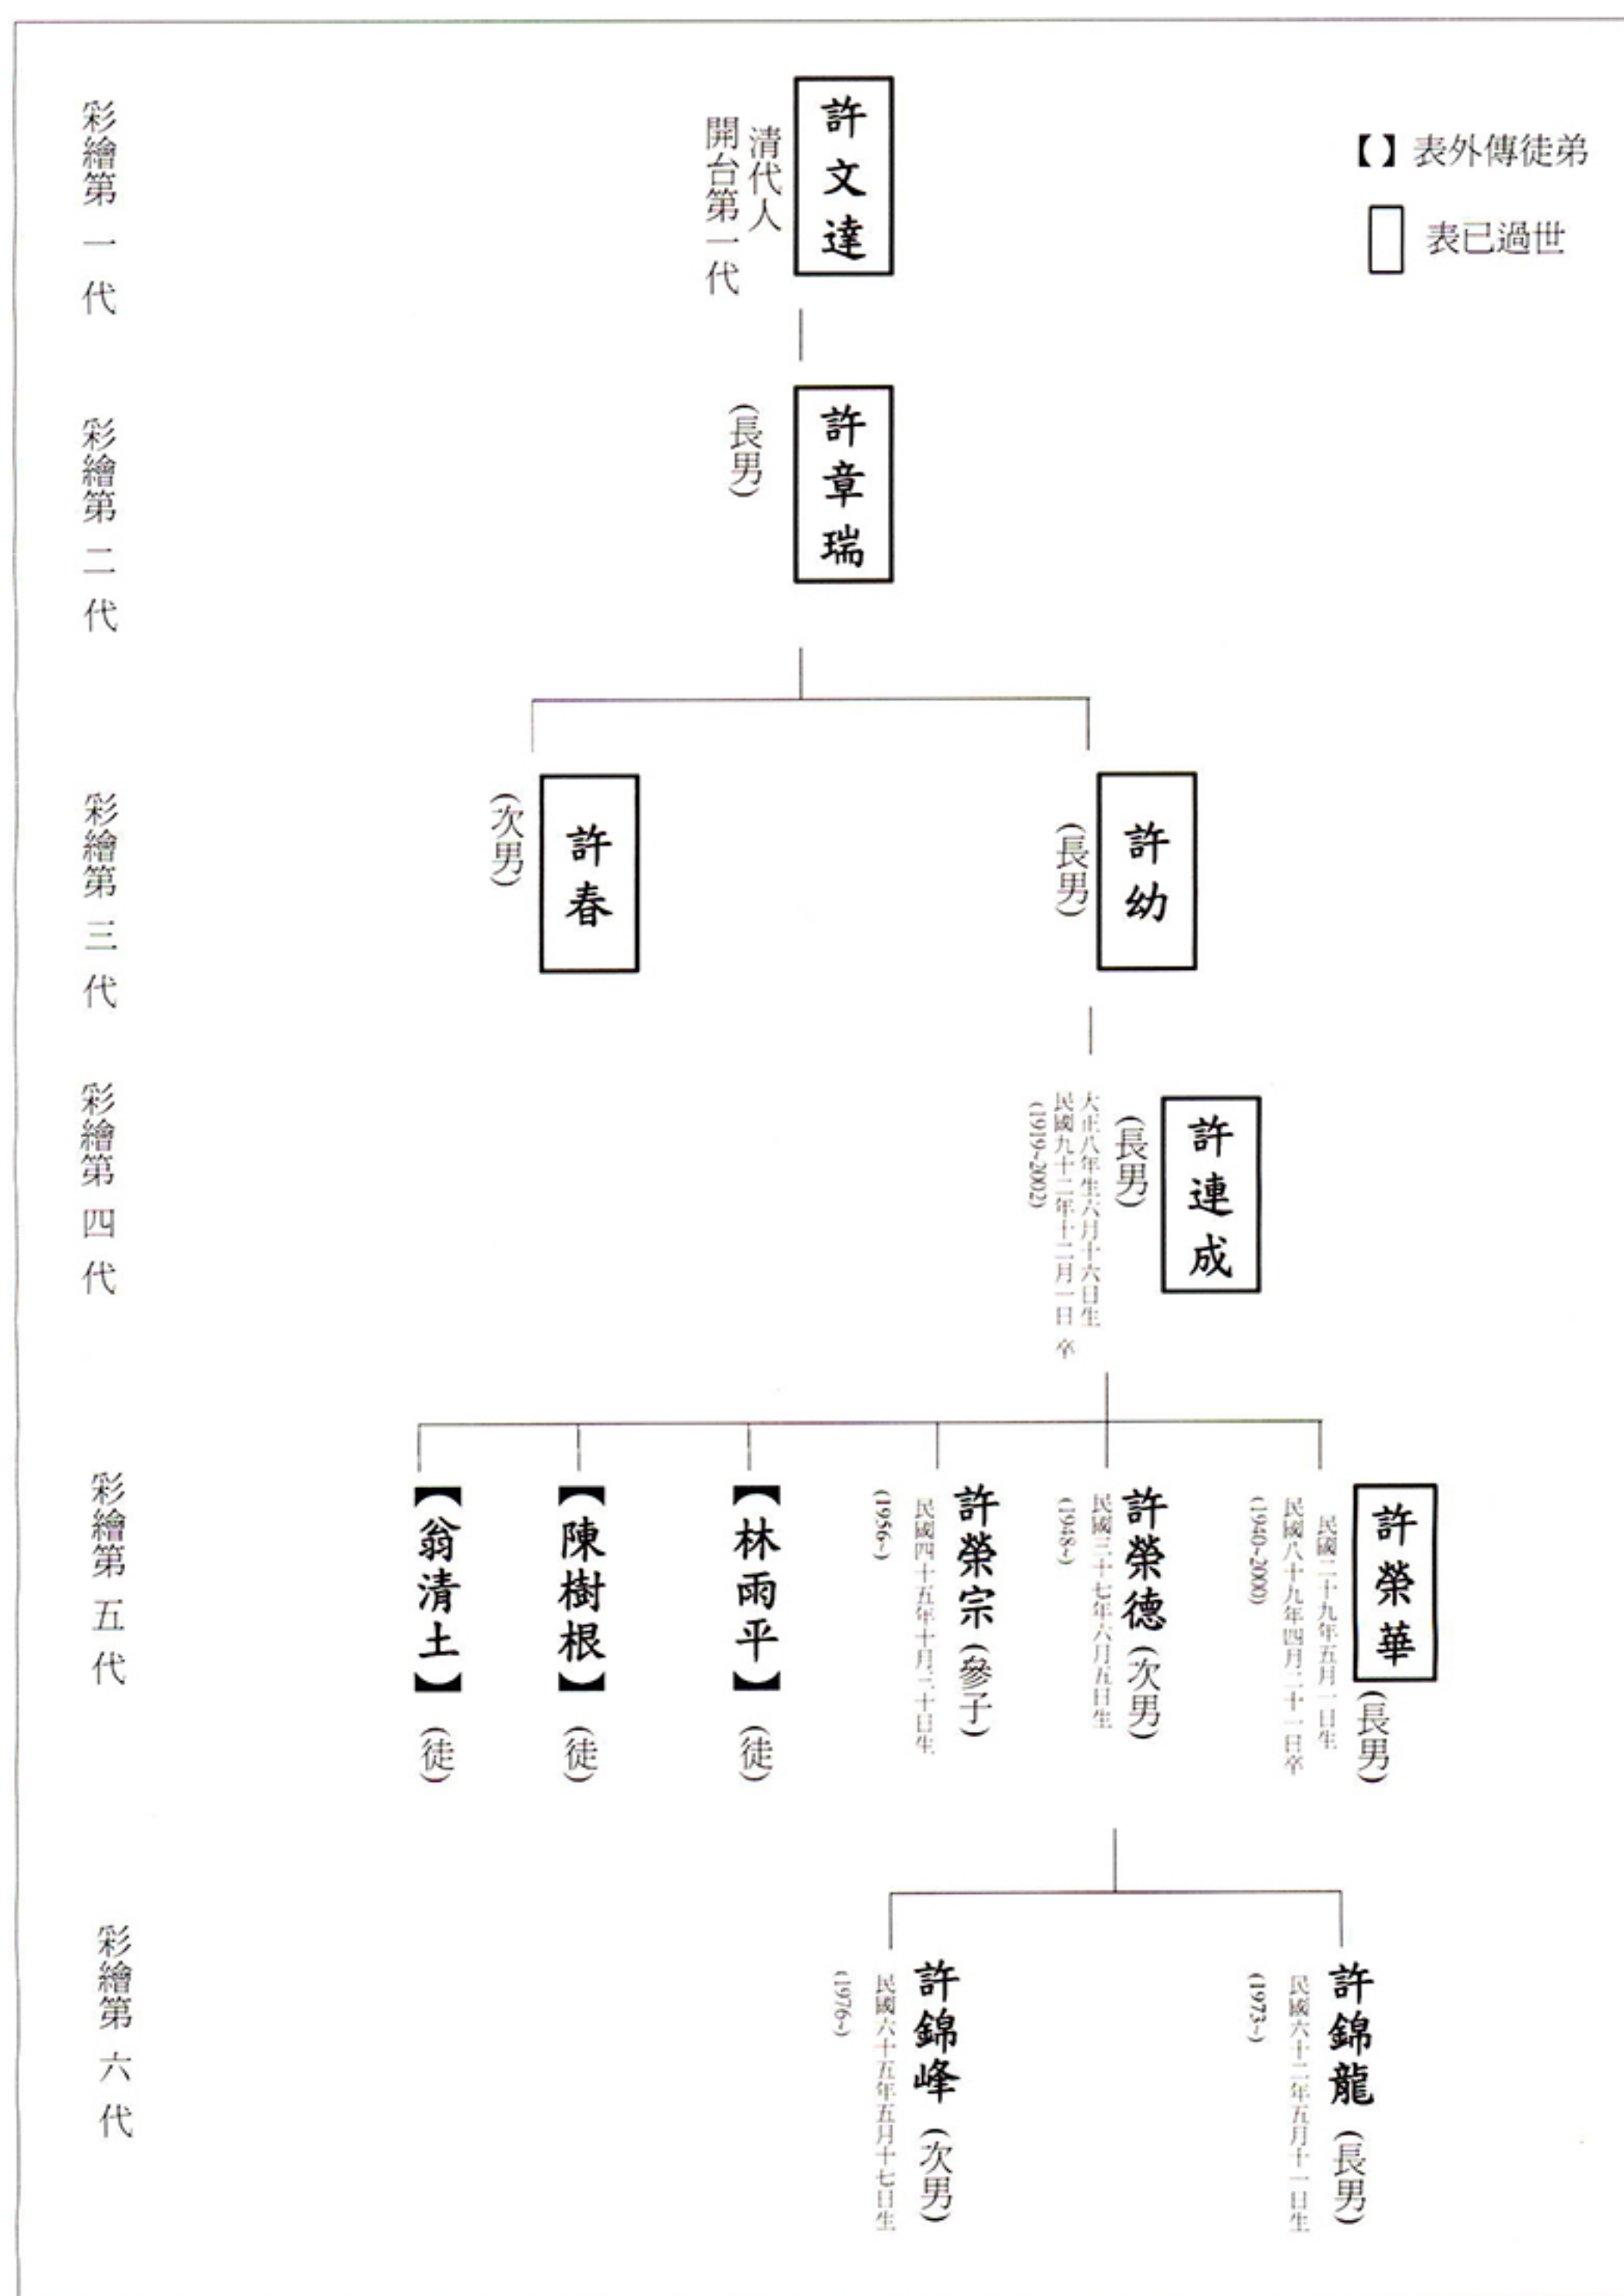 【】表外傳徒弟
表已過世
彩繪第一代
許文達
清代人
開台第一代
彩繪第二代
許章瑞
(長男)
彩繪第三代
許幼
(長男)
許春
(次男)
彩繪第四代
許連成
(長男)
大正八年生六月十六日生
民國九十二年十二月一日 卒
(1919~2002)
彩繪第五代
許榮華(長男)
民國二十九年五月一日生
民國八十九年四月二十一日卒
(1940~2000)
許榮德(次男)
民國三十七年六月五日生
(1948~)
許榮宗(參子)
民國四十五年十月二十日生
(1956~)
【林雨平】(徒)
【陳樹根】(徒)
【翁清土】(徒)
彩繪第六代
許錦龍(長男)
民國六十二年五月十一日生
(1973~)
許錦峰(次男)
民國六十五年五月十七日生
(1976~)